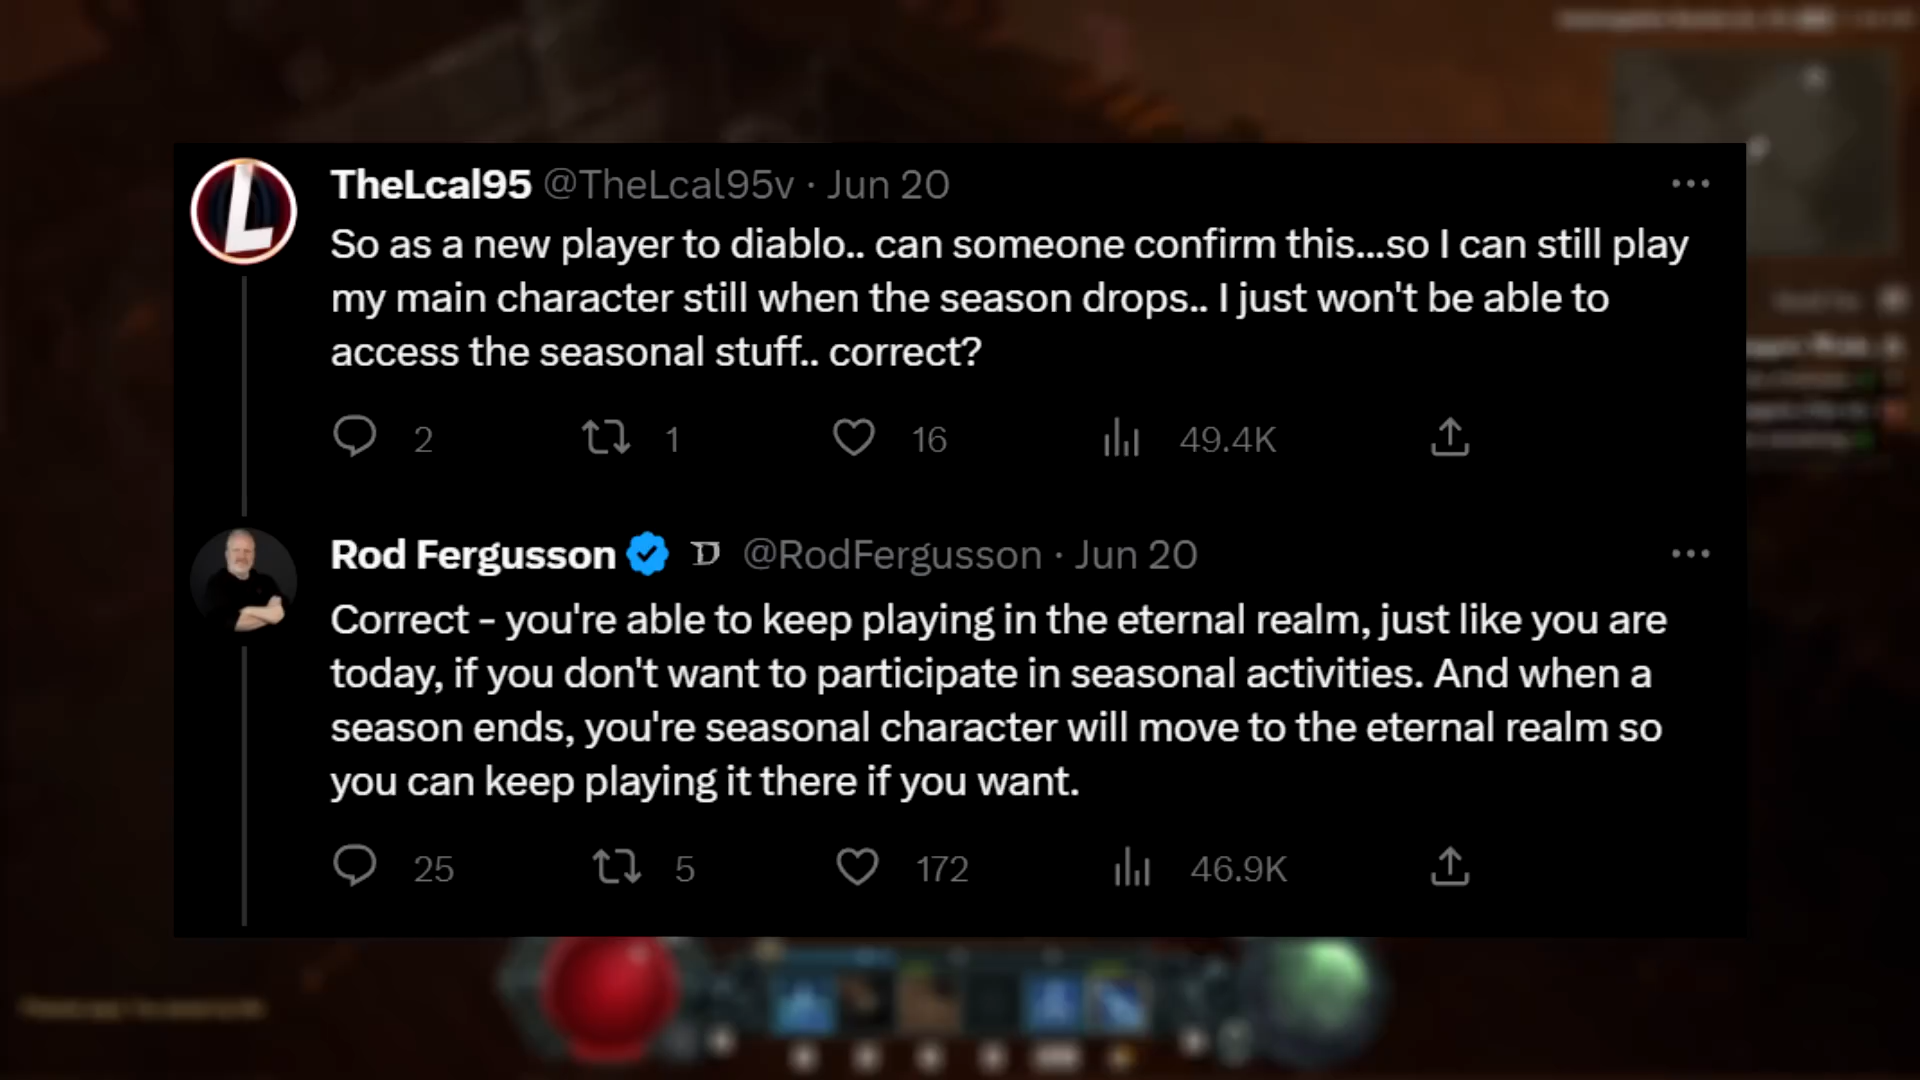 TheLcal95 @TheLcal95v · Jun 20
So as a new player to diablo.. can someone confirm this...so I can still play
my main character still when the season drops.. I just won't be able to
access the seasonal stuff.. correct?
2 1 16 49.4K
Rod Fergusson @RodFergusson · Jun 20
Correct - you're able to keep playing in the eternal realm, just like you are
today, if you don't want to participate in seasonal activities. And when a
season ends, you're seasonal character will move to the eternal realm so
you can keep playing it there if you want.
25 5 172 46.9K